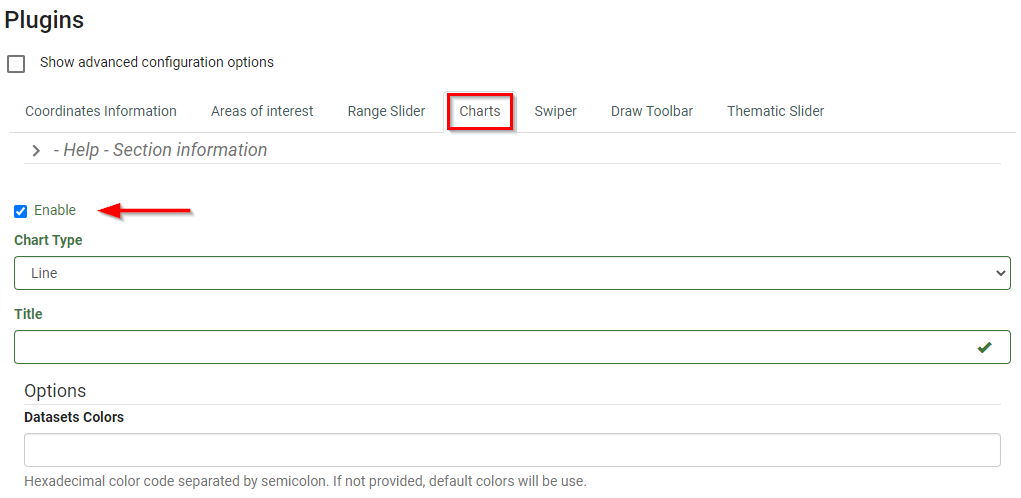 Plugins
Show advanced configuration options
Coordinates Information Areas of interest Range Slider Charts Swiper Draw Toolbar Thematic Slider
- Help - Section information
Enable
Chart Type
Line
Title
Options
Datasets Colors
Hexadecimal color code separated by semicolon. If not provided, default colors will be use.